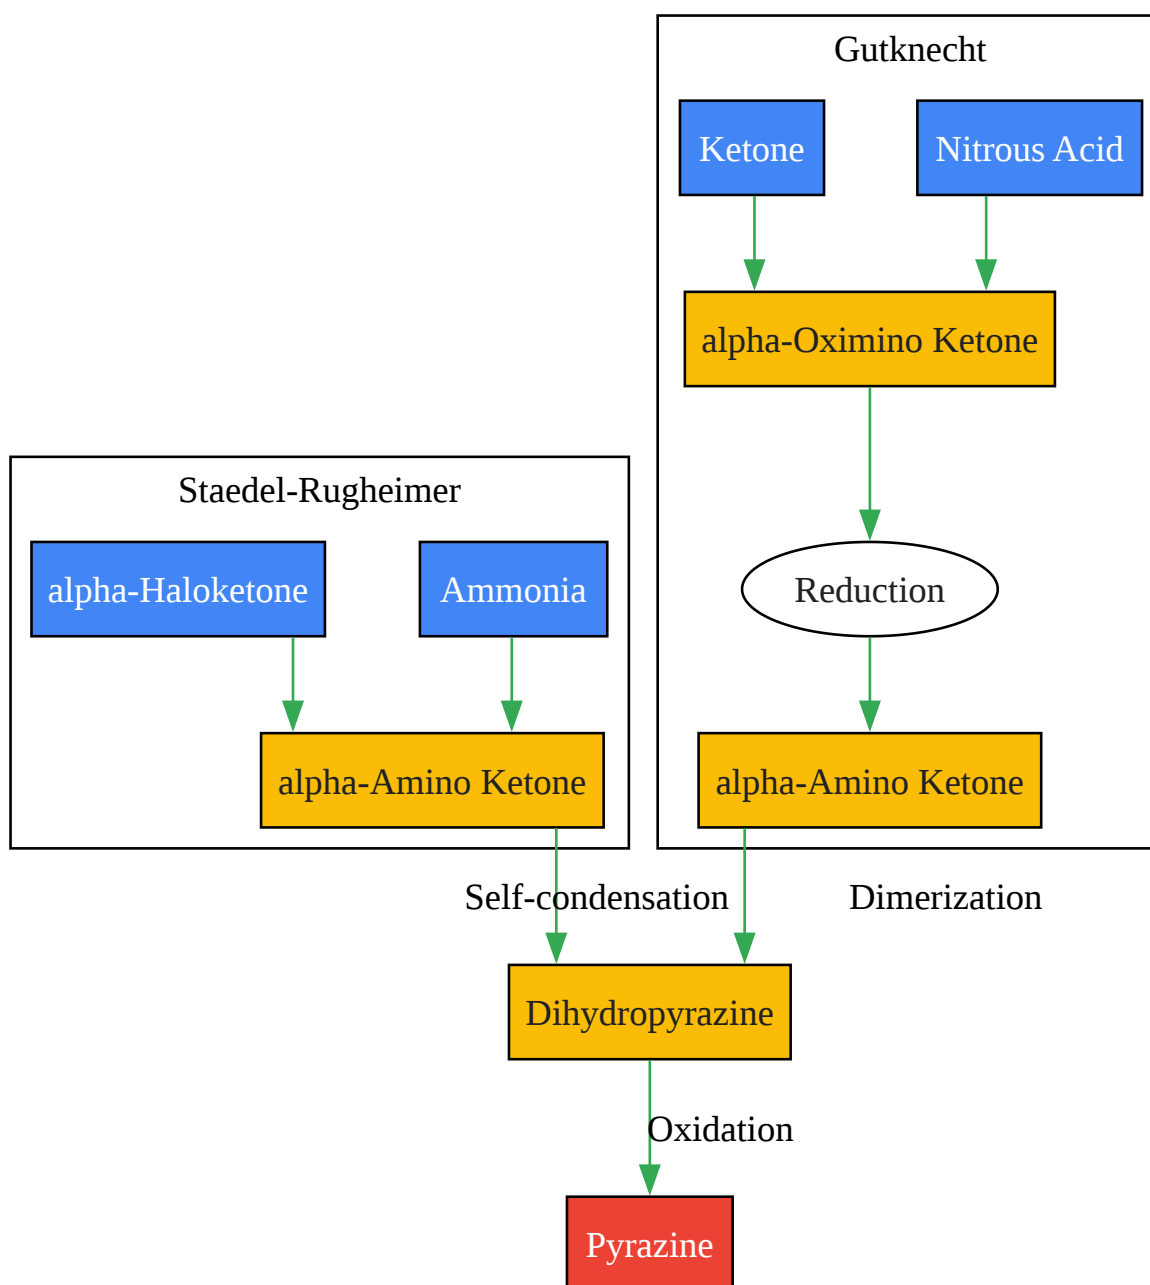 Gutknecht
Ketone
Nitrous Acid
alpha-Oximino Ketone
Staedel-Rugheimer
alpha-Haloketone
Ammonia
Reduction
alpha-Amino Ketone
alpha-Amino Ketone
Self-condensation
Dimerization
Dihydropyrazine
Oxidation
Pyrazine